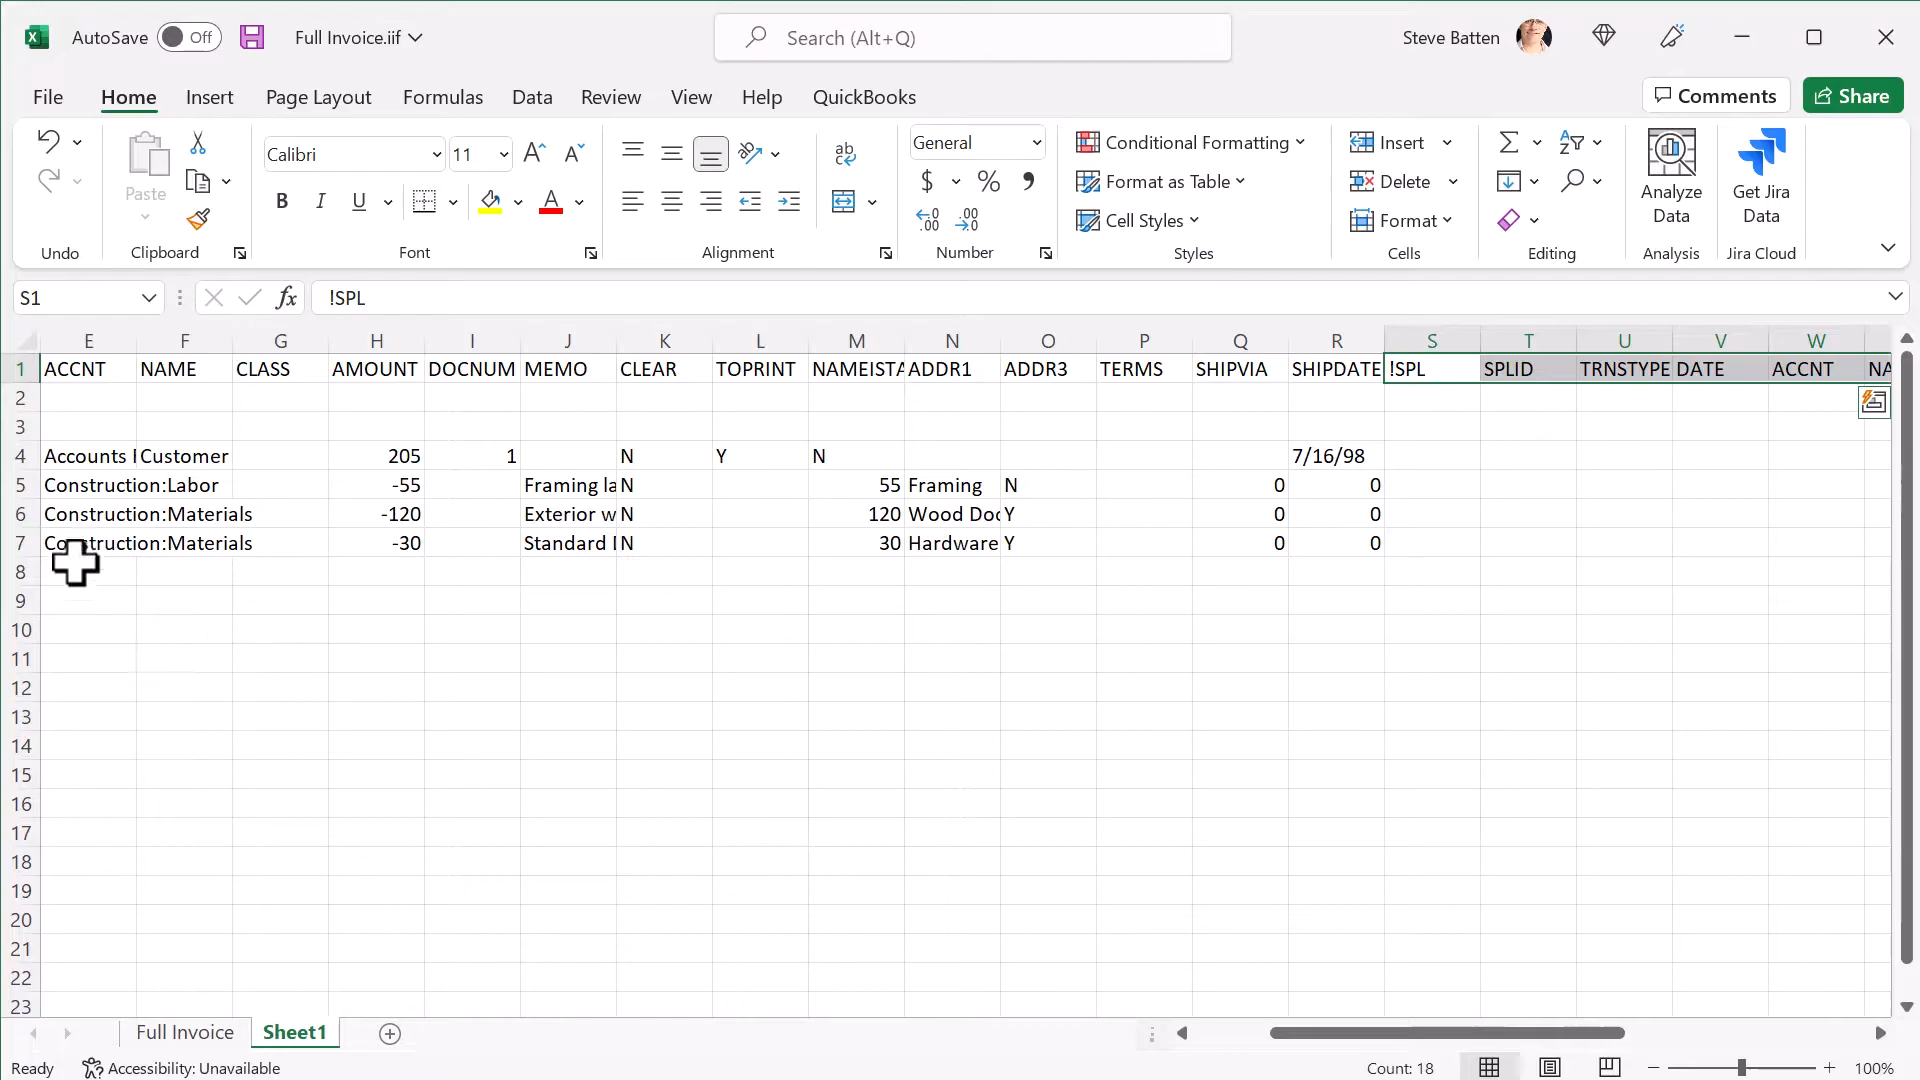 AutoSave Off Full Invoice.iif Search (Alt+Q) Steve Batten
File Home Insert Page Layout Formulas Data Review View Help QuickBooks Comments Share
Calibri 11 General Conditional Formatting Insert
Paste Format as Table Delete Analyze Data Get Jira Data
B I U A $ % Cell Styles Format
Undo Clipboard Font Alignment Number Styles Cells Editing Analysis Jira Cloud
S1 fx !SPL
E F G H I J K L M N O P Q R S T U V W
1 ACCNT NAME CLASS AMOUNT DOCNUM MEMO CLEAR TOPRINT NAMEISTA ADDR1 ADDR3 TERMS SHIPVIA SHIPDATE !SPL SPLID TRNSTYPE DATE ACCNT NA
2
3
4 Accounts Customer 205 1 N Y N 7/16/98
5 Construction:Labor -55 Framing la N 55 Framing N 0 0
6 Construction:Materials -120 Exterior w N 120 Wood Doo Y 0 0
7 Construction:Materials -30 Standard N 30 Hardware Y 0 0
8
9
10
11
12
13
14
15
16
17
18
19
20
21
22
23
Full Invoice Sheet1
Ready Accessibility: Unavailable Count: 18 100%